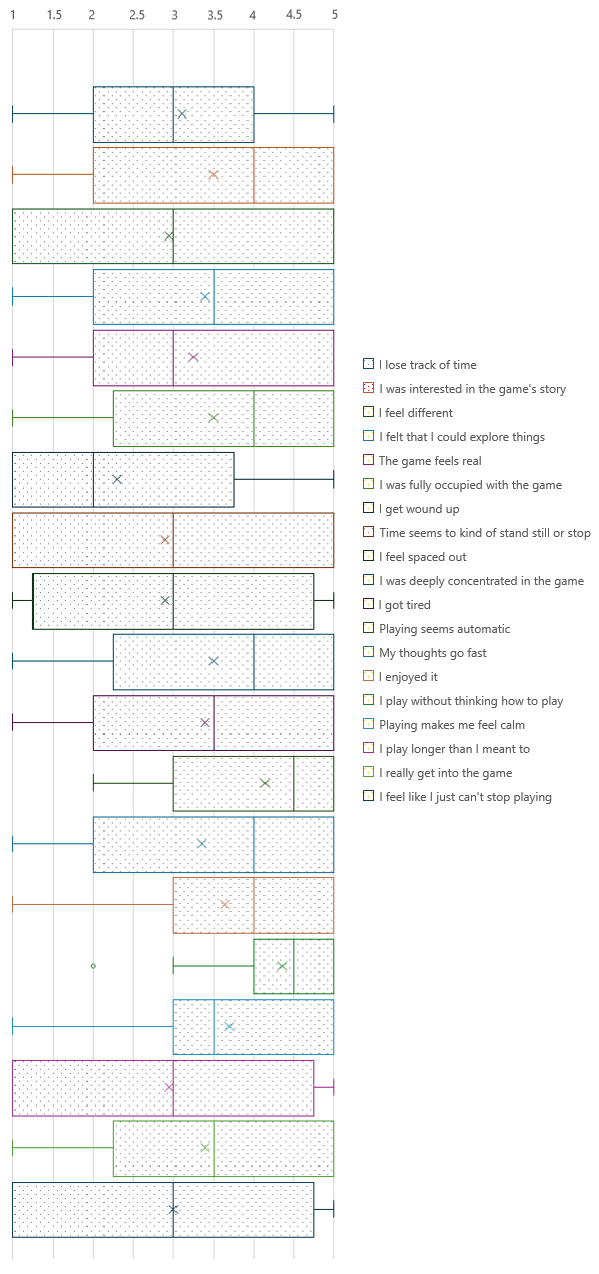 1 1.5 2 2.5 3 3.5 4 4.5 5
I lose track of time
I was interested in the game's story
I feel different
I felt that I could explore things
The game feels real
I was fully occupied with the game
I get wound up
Time seems to kind of stand still or stop
I feel spaced out
I was deeply concentrated in the game
I got tired
Playing seems automatic
My thoughts go fast
I enjoyed it
I play without thinking how to play
Playing makes me feel calm
I play longer than I meant to
I really get into the game
I feel like I just can't stop playing